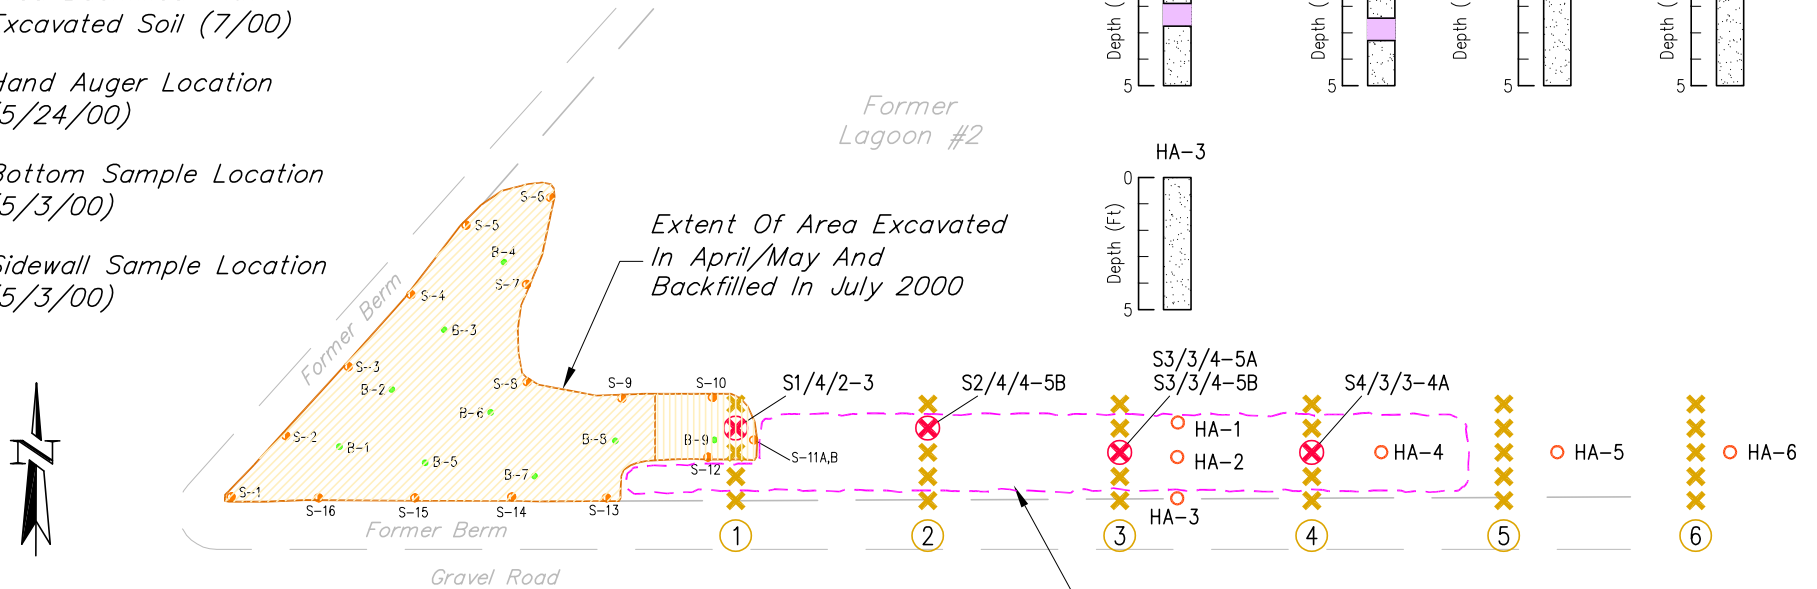 Excavated Soil (7/00)
Hand Auger Location
(5/24/00)
Bottom Sample Location
(5/3/00)
Sidewall Sample Location
(5/3/00)
N
Former
Lagoon #2
Depth (
5
Depth (
5
Depth (
5
Depth (
5
HA-3
0
Depth (Ft)
5
Extent Of Area Excavated
In April/May And
Backfilled In July 2000
Former Berm
S-6
S-5
B-4
S-7
S-4
B-3
S-3
B-2
S-8
S-9
S-10
B-6
S-2
B-1
B-8
B-9
B-5
B-7
S-12
S-11A,B
S-1
S-16
S-15
S-14
S-13
Former Berm
Gravel Road
S1/4/2-3
S2/4/4-5B
S3/3/4-5A
S3/3/4-5B
S4/3/3-4A
HA-1
HA-2
HA-3
HA-4
HA-5
HA-6
1
2
3
4
5
6